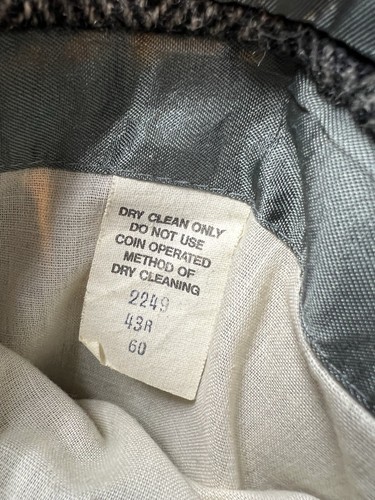 DRY CLEAN ONLY
DO NOT USE
COIN OPERATED
METHOD OF
DRY CLEANING
2249
43R
60